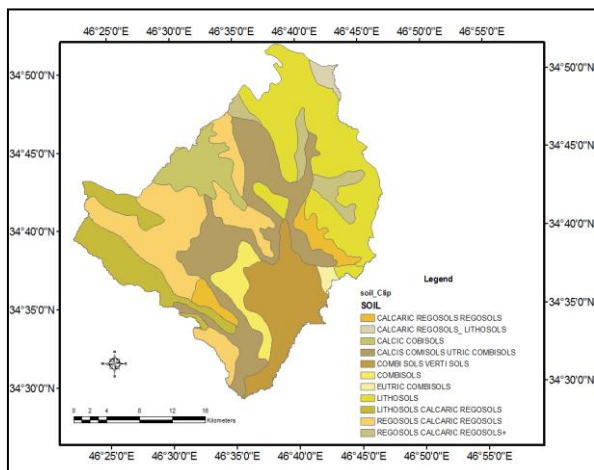 46°25'0"E 46°30'0"E 46°35'0"E 46°40'0"E 46°45'0"E 46°50'0"E 46°55'0"E
34°50'0"N 34°50'0"N
34°45'0"N 34°45'0"N
34°40'0"N 34°40'0"N
34°35'0"N 34°35'0"N
34°30'0"N 34°30'0"N
Legend
soil_Clip
SOIL
CALCARIC REGOSOLS REGOSOLS
CALCARIC REGOSOLS_ LITHOSOLS
CALCIC COBISOLS
CALCIS COMISOLS UTRIC COMBISOLS
COMBI SOLS VERTI SOLS
COMBISOLS
EUTRIC COMBISOLS
LITHOSOLS
LITHOSOLS CALCARIC REGOSOLS
REGOSOLS CALCARIC REGOSOLS
REGOSOLS CALCARIC REGOSOLS+
0 2 4 8 12 16
Kilometers
46°25'0"E 46°30'0"E 46°35'0"E 46°40'0"E 46°45'0"E 46°50'0"E 46°55'0"E